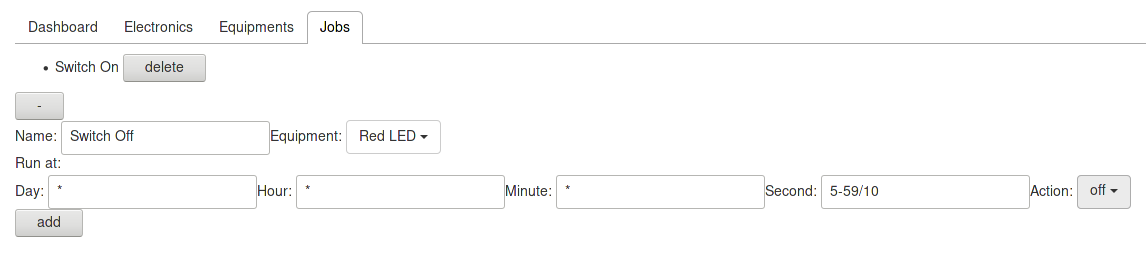 Dashboard Electronics Equipments Jobs
• Switch On delete
-
Name: Switch Off Equipment: Red LED
Run at:
Day: * Hour: * Minute: * Second: 5-59/10 Action: off
add